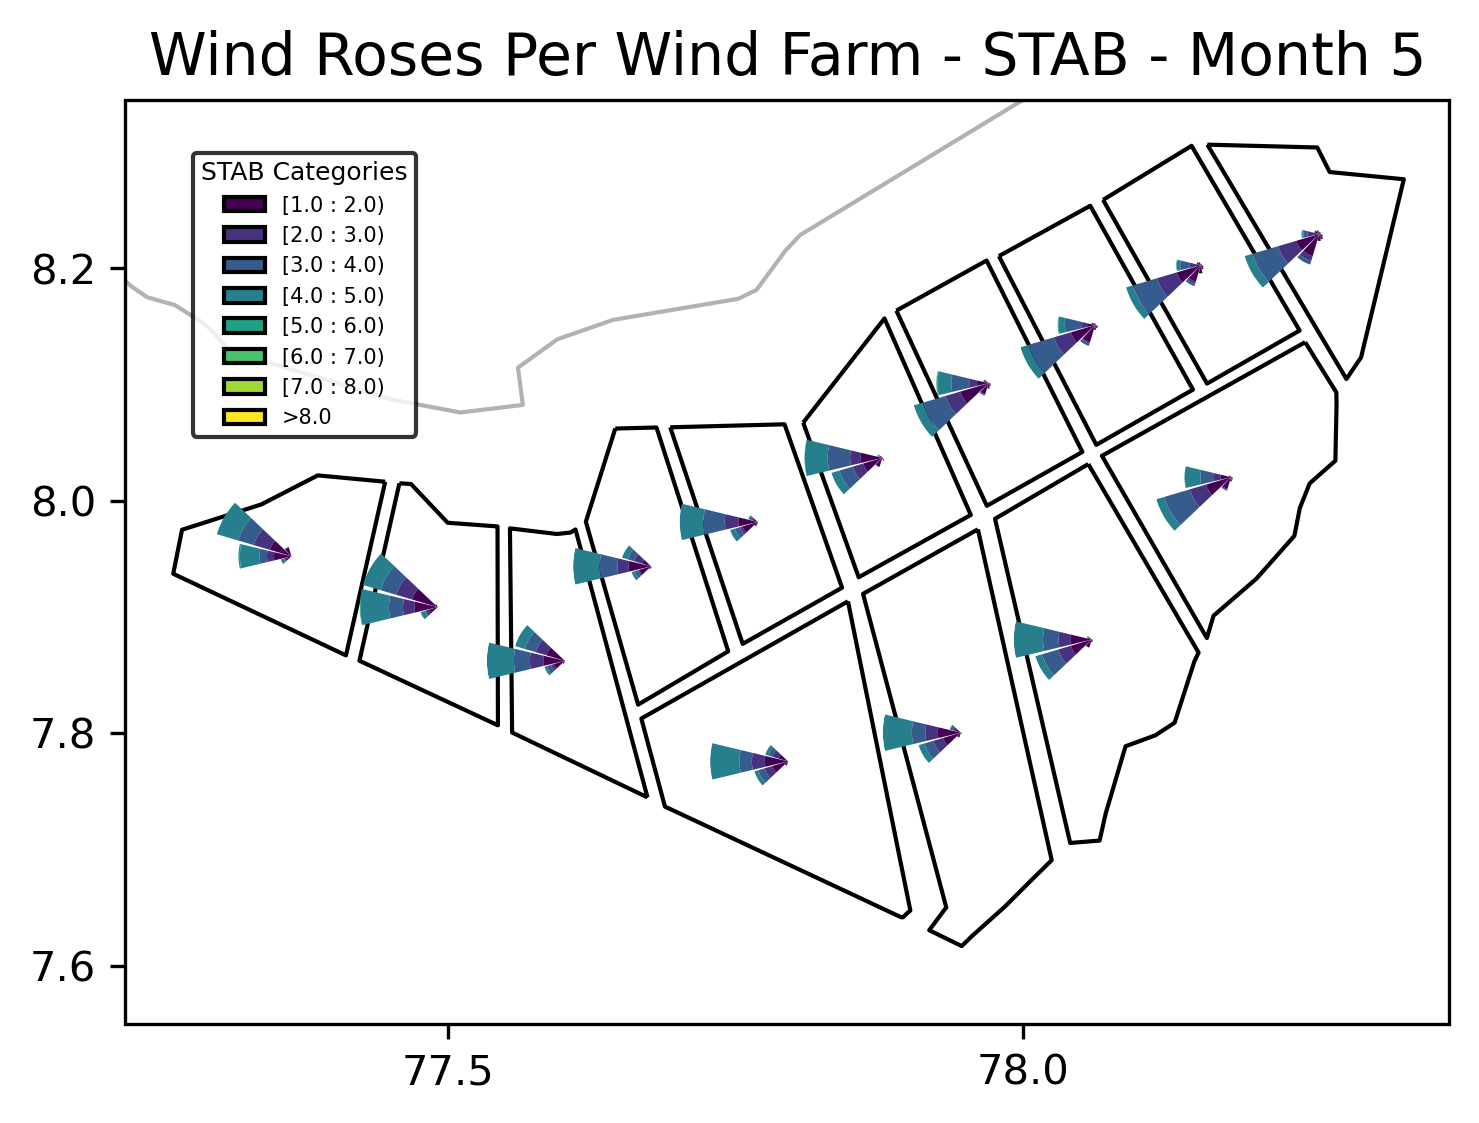 Wind Roses Per Wind Farm - STAB - Month 5
STAB Categories
[1.0 : 2.0)
[2.0 : 3.0)
[3.0 : 4.0)
[4.0 : 5.0)
[5.0 : 6.0)
[6.0 : 7.0)
[7.0 : 8.0)
>8.0
8.2
8.0
7.8
7.6
77.5
78.0